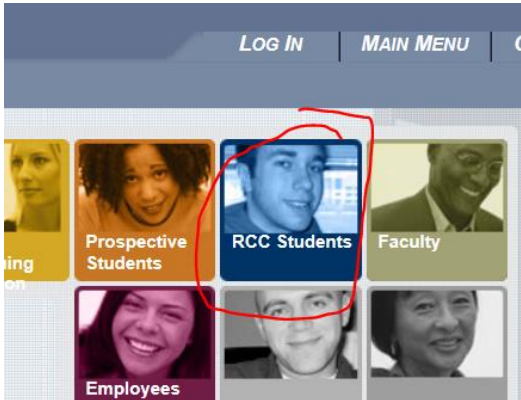 LOG IN
MAIN MENU
Prospective
Students
RCC Students
Faculty
Employees